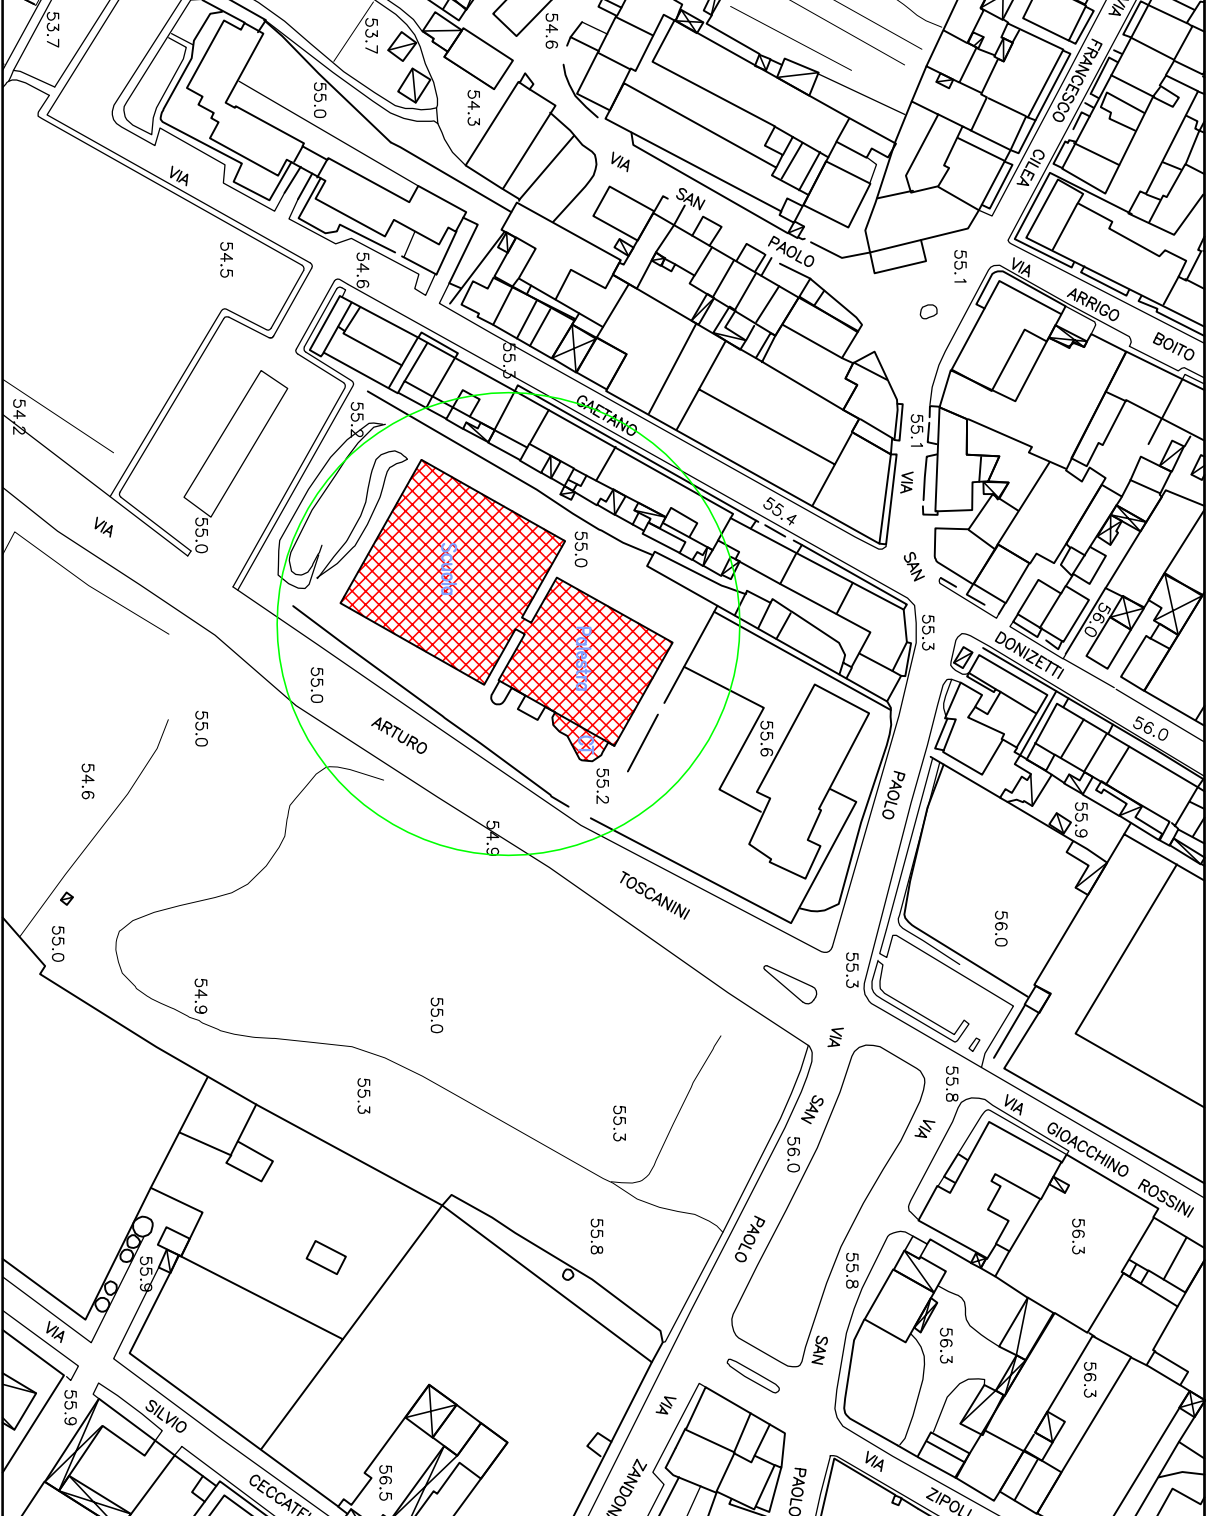 53.7
53.7
54.6
VIA
FRANCESCO
CILEA
55.0
54.3
VIA
VIA
SAN
PAOLO
55.1
VIA
ARRIGO
BOITO
54.5
54.6
55.3
GAETANO
54.2
55.2
55.1
VIA
55.4
VIA
55.0
55.0
SAN
Scuola
Palestra
CT
55.3
56.0
DONIZETTI
56.0
55.0
55.0
ARTURO
55.6
54.6
55.2
PAOLO
55.9
54.9
TOSCANINI
56.0
55.0
54.9
55.0
55.3
VIA
55.8
VIA
GIOACCHINO
ROSSINI
55.3
55.3
SAN
VIA
56.0
PAOLO
55.8
56.3
55.9
55.8
56.3
SAN
56.3
VIA
55.9
SILVIO
VIA
VIA
56.5
CECCATE
ZANDON
PAOLO
ZIPOLI